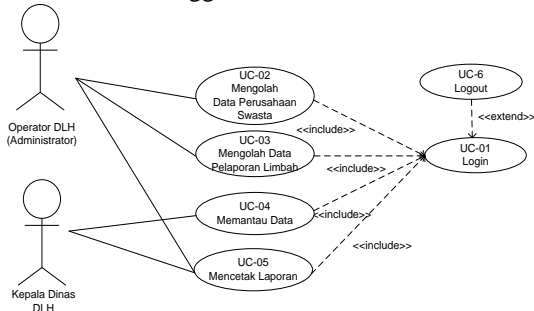 Operator DLH
(Administrator)
Kepala Dinas
DLH
UC-02
Mengolah
Data Perusahaan
Swasta
UC-03
Mengolah Data
Pelaporan Limbah
UC-04
Memantau Data
UC-05
Mencetak Laporan
<<include>>
<<include>>
<<include>>
<<include>>
UC-6
Logout
<<extend>>
UC-01
Login